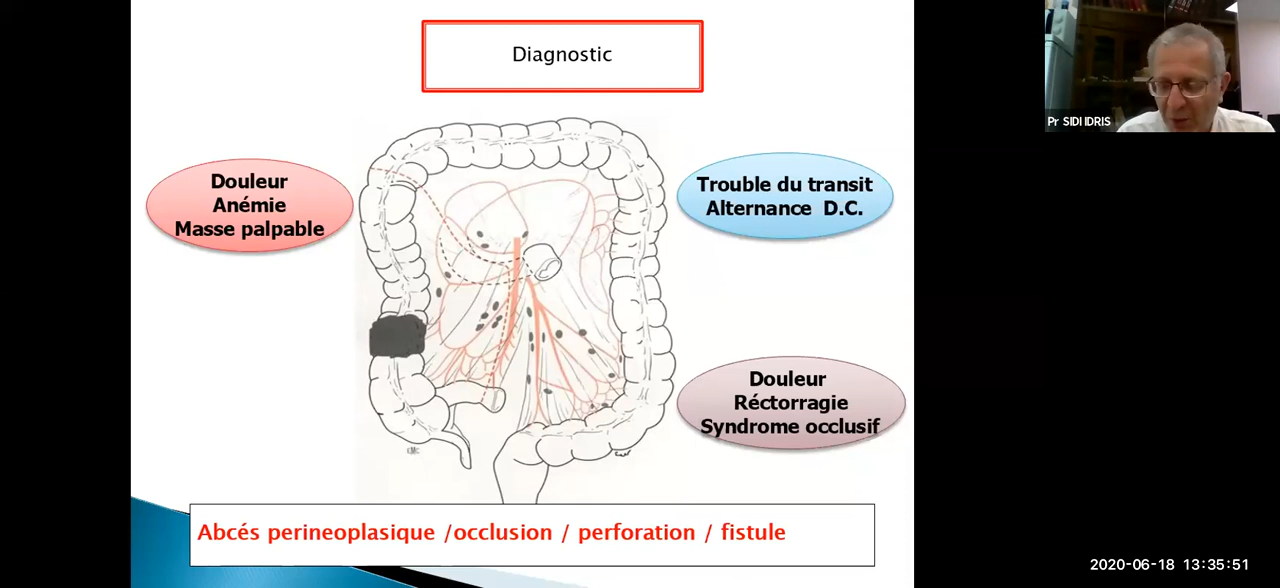 Diagnostic
Pr SIDI IDRIS
Douleur
Anémie
Masse palpable
Trouble du transit
Alternance D.C.
Douleur
Réctorragie
Syndrome occlusif
Abcés perineoplasique /occlusion / perforation / fistule
2020-06-18 13:35:51